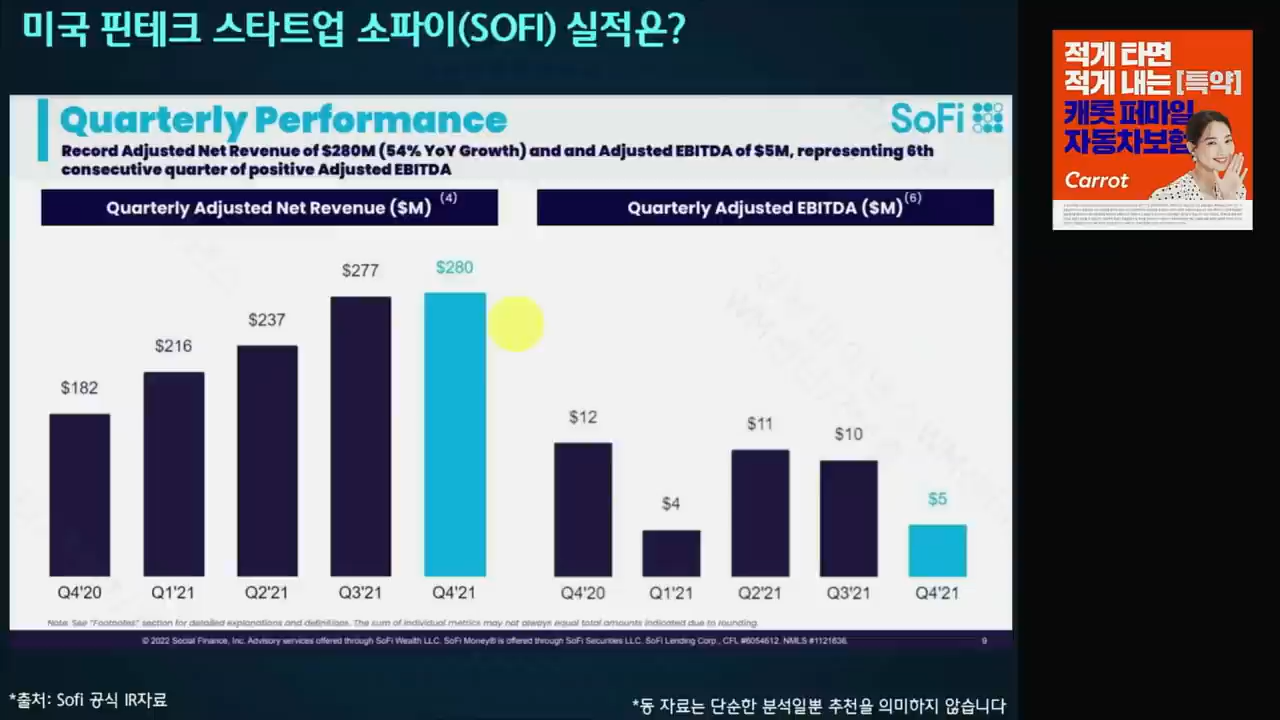 미국 핀테크 스타트업 소파이(SOFI) 실적은?
Quarterly Performance
SoFi
Record Adjusted Net Revenue of $280M (54% YoY Growth) and and Adjusted EBITDA of $5M, representing 6th
consecutive quarter of positive Adjusted EBITDA
Quarterly Adjusted Net Revenue ($M) (4)
$182
$216
$237
$277
$280
Q4'20
Q1'21
Q2'21
Q3'21
Q4'21
Quarterly Adjusted EBITDA ($M)(6)
$12
$4
$11
$10
$5
Q4'20
Q1'21
Q2'21
Q3'21
Q4'21
Note: See "Footnotes" section for detailed explanations and definitions. The sum of individual metrics may not always equal total amounts indicated due to rounding.
© 2022 Social Finance, Inc. Advisory services offered through SoFi Wealth LLC. SoFi Money® is offered through SoFi Securities LLC. SoFi Lending Corp., CFL #6054612. NMLS #1121636.
9
*출처: Sofi 공식 IR자료
*동 자료는 단순한 분석일뿐 추천을 의미하지 않습니다
적게 타면
적게 내는 [특약]
캐롯 퍼마일
자동차보험
Carrot